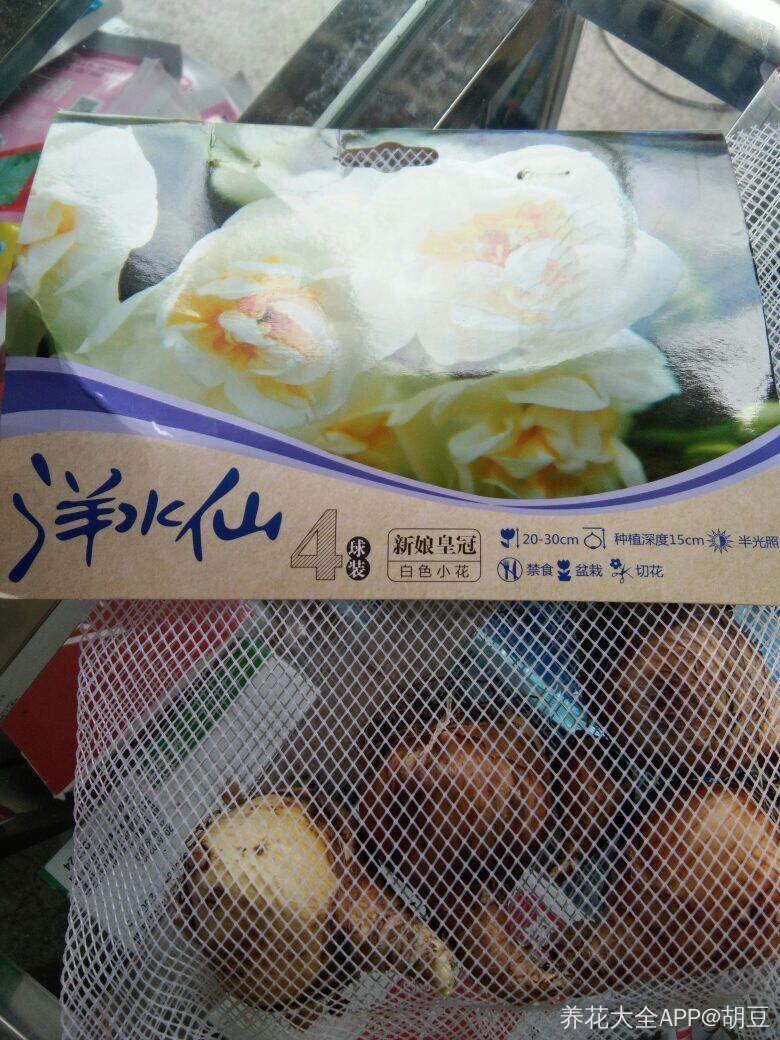 洋水仙
4球装
新娘皇冠
白色小花
20-30cm 种植深度15cm 半光照
禁食 盆栽 切花
养花大全APP@胡豆